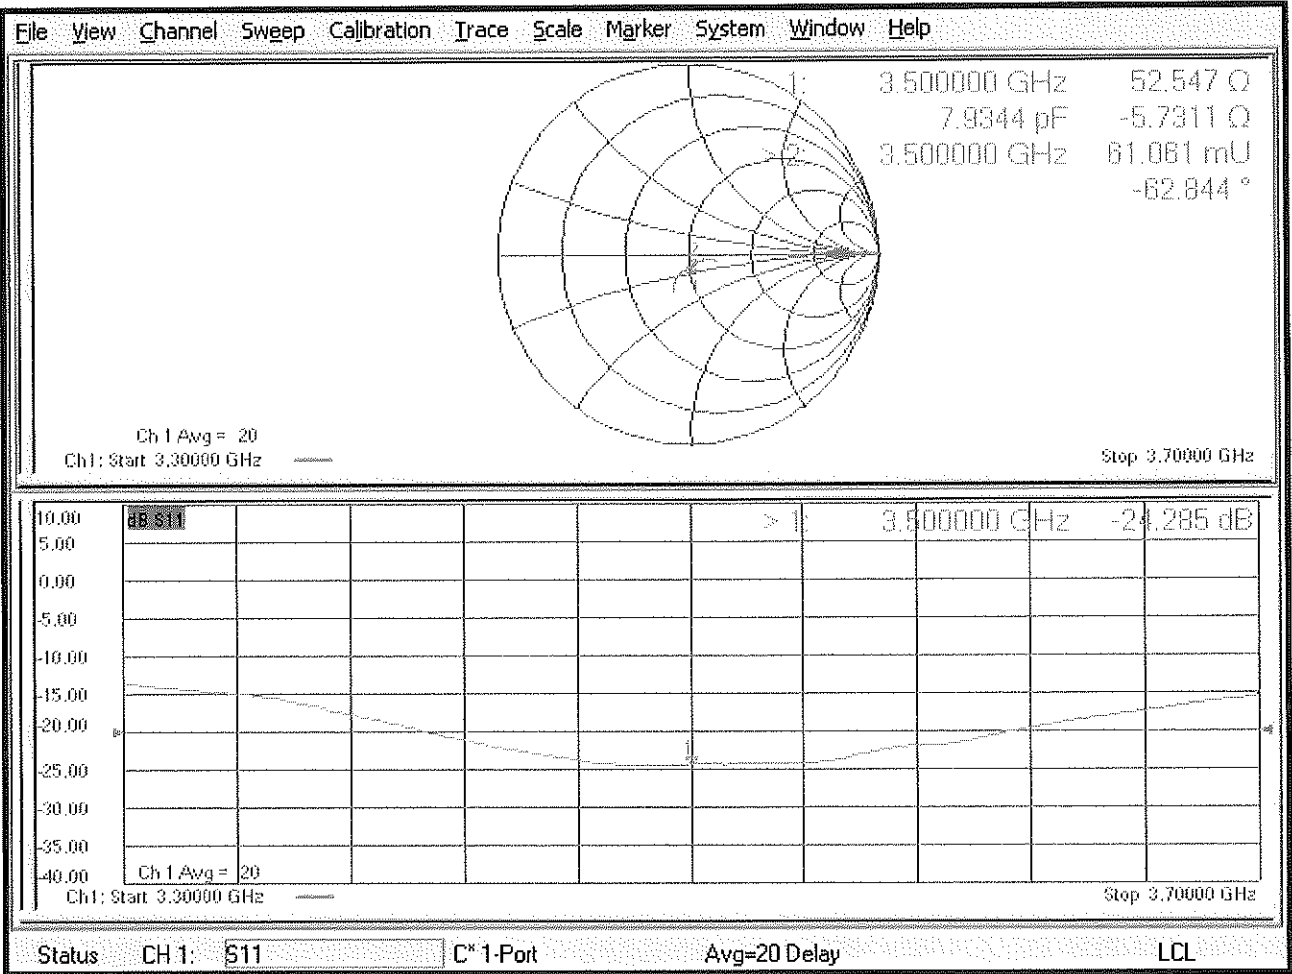 File View Channel Sweep Calibration Trace Scale Marker System Window Help
1: 3.500000 GHz 52.547 Ω
7.9344 pF -5.7311 Ω
> 2: 3.500000 GHz 61.081 mU
-62.844 °
Ch 1 Avg = 20
Ch1: Start 3.30000 GHz
Stop 3.70000 GHz
10.00
dB S11
> 1: 3.500000 GHz -24.285 dB
5.00
0.00
-5.00
-10.00
-15.00
-20.00
-25.00
-30.00
-35.00
-40.00
1
Ch 1 Avg = 20
Ch1: Start 3.30000 GHz
Stop 3.70000 GHz
Status CH 1: S11 C* 1-Port Avg=20 Delay LCL